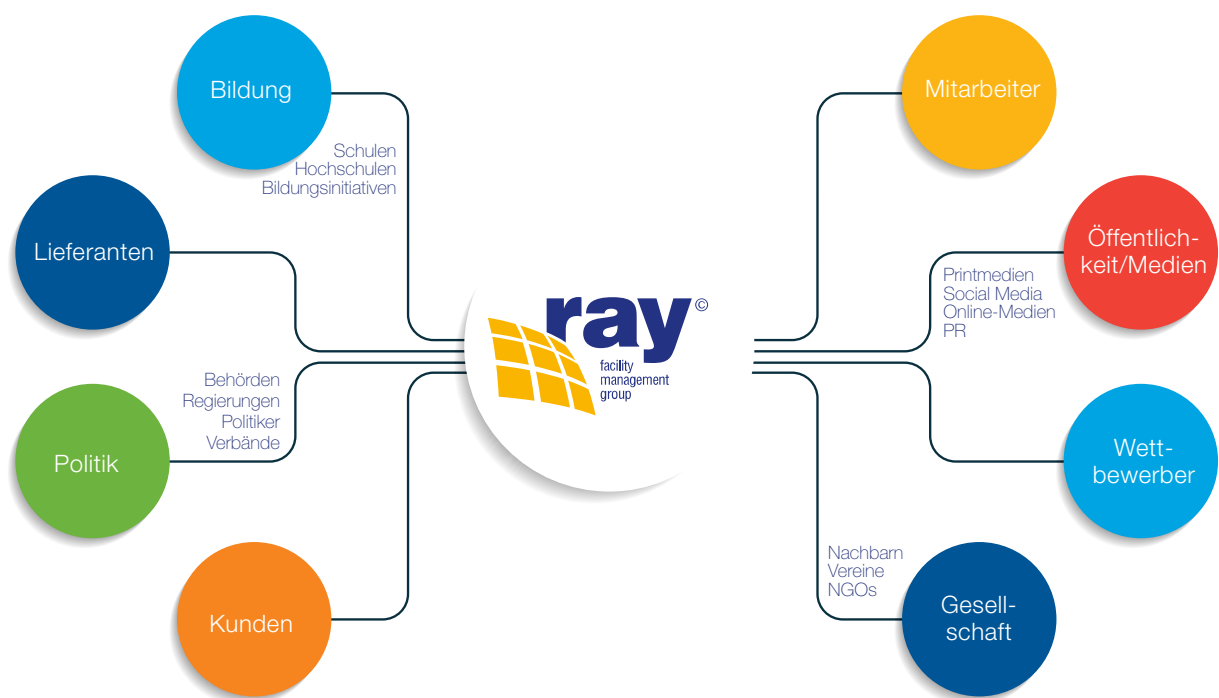 Bildung
Schulen
Hochschulen
Bildungsinitiativen
Lieferanten
Behörden
Regierungen
Politiker
Verbände
Politik
Kunden
ray©
facility
management
group
Mitarbeiter
Öffentlich-
keit/Medien
Printmedien
Social Media
Online-Medien
PR
Wett-
bewerber
Nachbarn
Vereine
NGOs
Gesell-
schaft